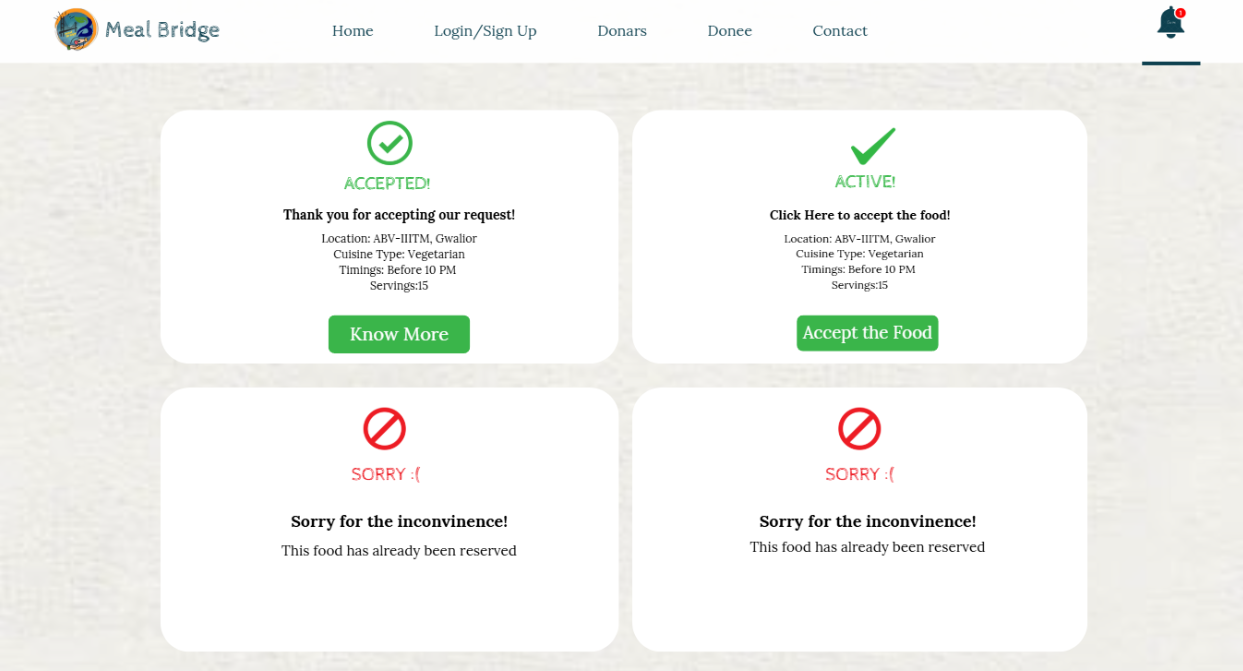 Meal Bridge
Home
Login/Sign Up
Donars
Donee
Contact
1
ACCEPTED!
Thank you for accepting our request!
Location: ABV-IIITM, Gwalior
Cuisine Type: Vegetarian
Timings: Before 10 PM
Servings:15
Know More
ACTIVE!
Click Here to accept the food!
Location: ABV-IIITM, Gwalior
Cuisine Type: Vegetarian
Timings: Before 10 PM
Servings:15
Accept the Food
SORRY :(
Sorry for the inconvinence!
This food has already been reserved
SORRY :(
Sorry for the inconvinence!
This food has already been reserved